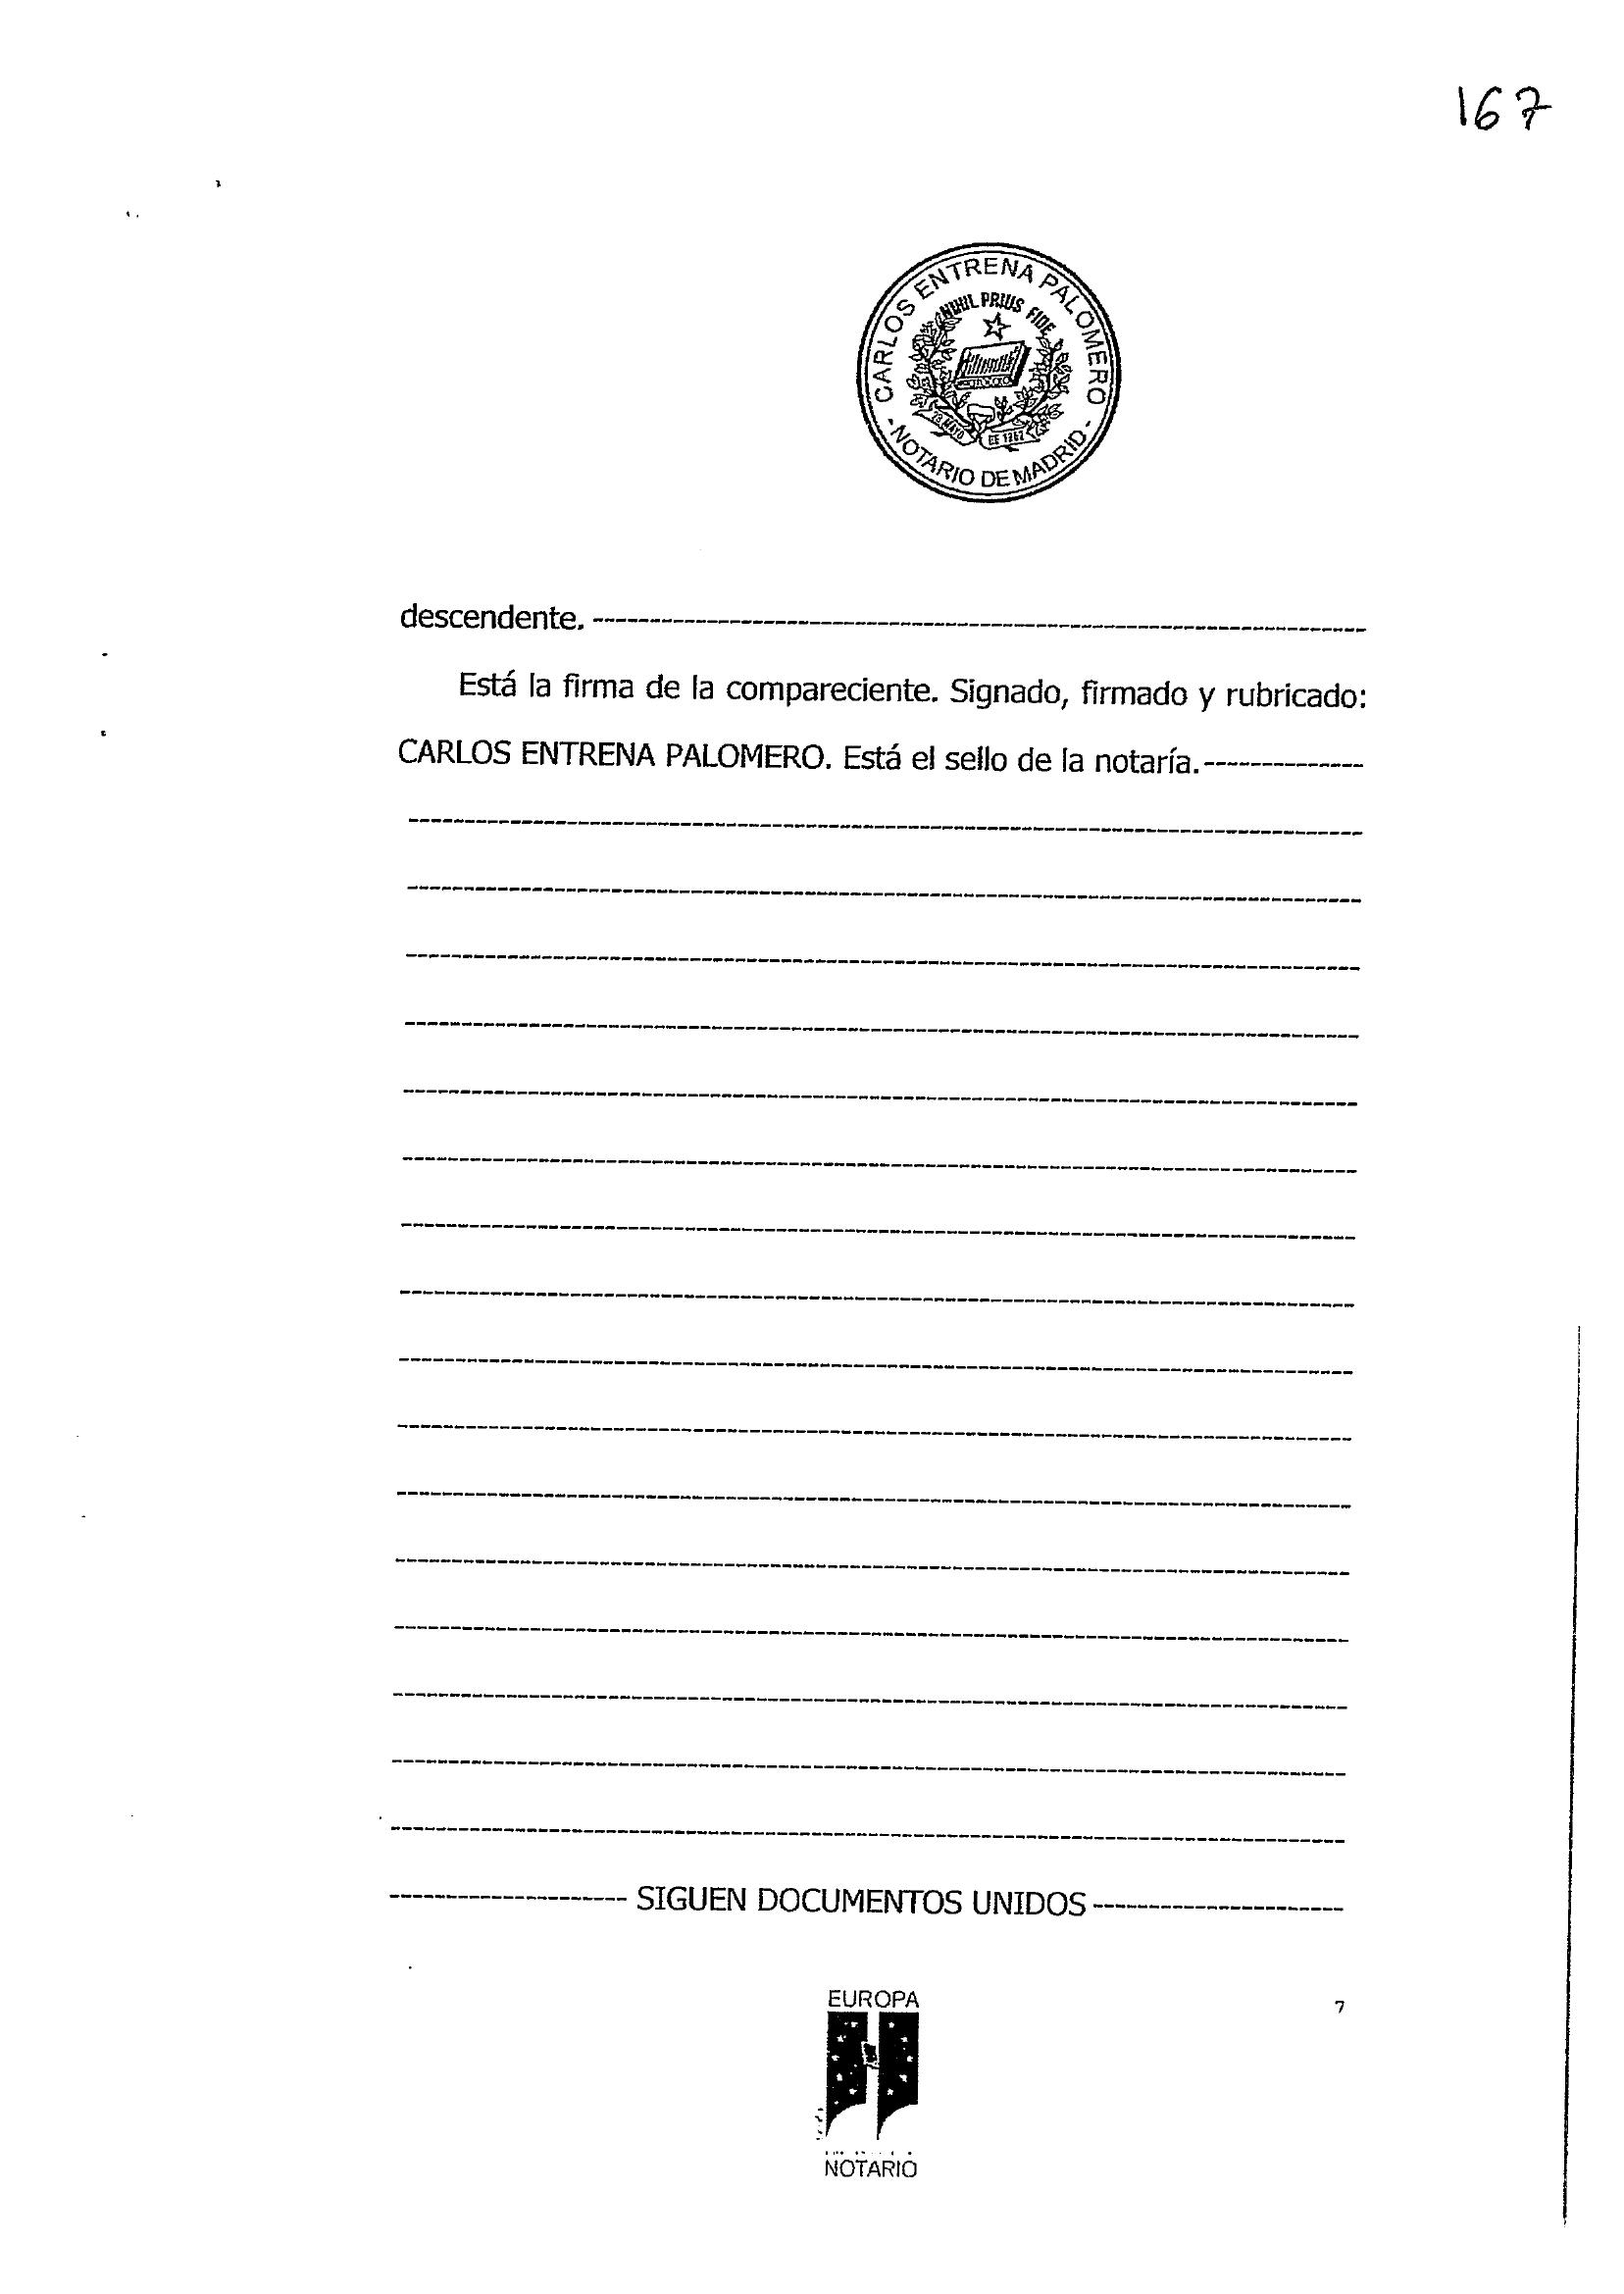 167
CARLOS ENTRENA PALOMERO
NIHIL PRIUS FIDE
28 MAYO
DE 1862
- NOTARIO DE MADRID -
descendente. ----------------------------------------------------------------
Está la firma de la compareciente. Signado, firmado y rubricado:
CARLOS ENTRENA PALOMERO. Está el sello de la notaría.--------------
-------------------- SIGUEN DOCUMENTOS UNIDOS ---------------------
EUROPA
7
NOTARIO